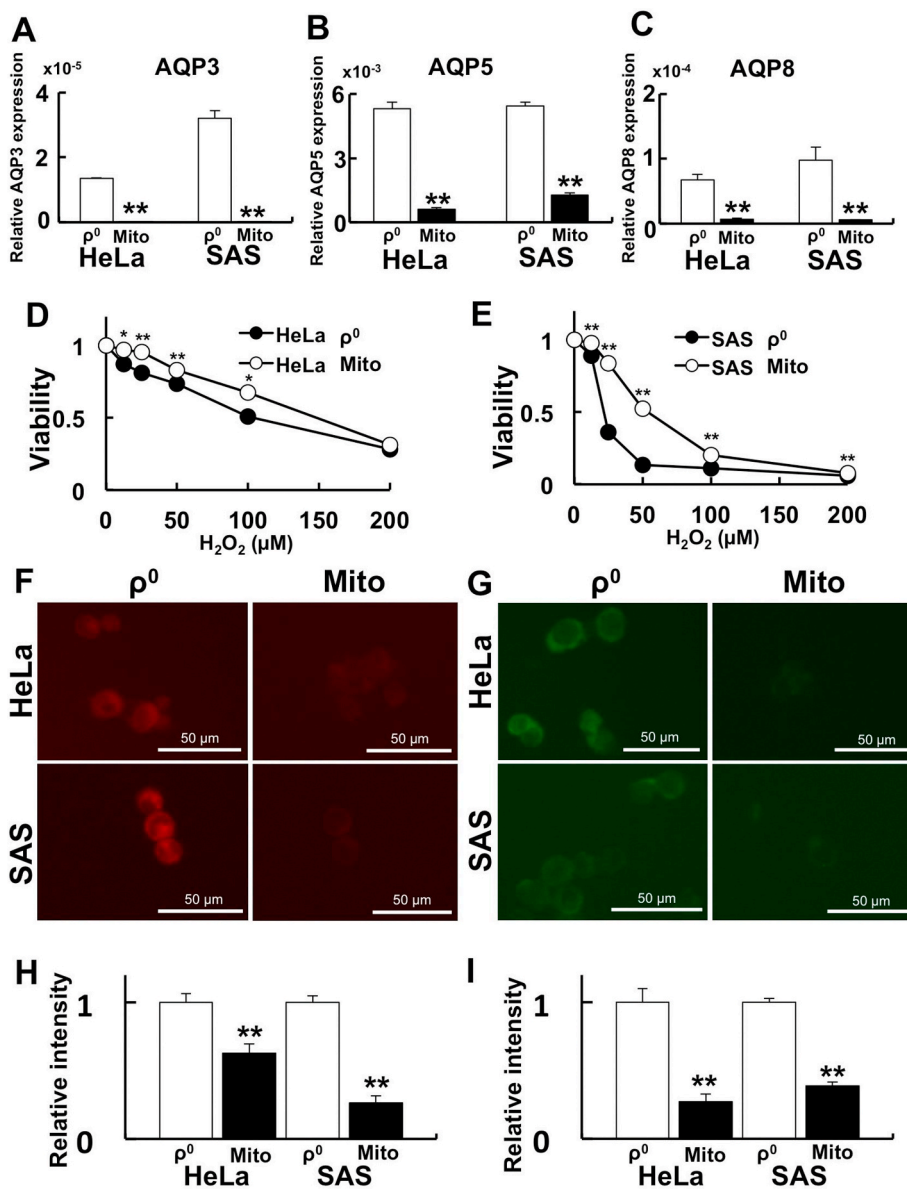 A
AQP3
x10⁻⁵
Relative AQP3 expression
4
2
0
**
**
ρ⁰ Mito ρ⁰ Mito
HeLa SAS
B
AQP5
x10⁻³
Relative AQP5 expression
6
3
0
**
**
ρ⁰ Mito ρ⁰ Mito
HeLa SAS
C
AQP8
x10⁻⁴
Relative AQP8 expression
2
1
0
**
**
ρ⁰ Mito ρ⁰ Mito
HeLa SAS
D
HeLa ρ⁰
HeLa Mito
Viability
1
0.5
0
* ** ** *
0 50 100 150 200
H₂O₂ (μM)
E
SAS ρ⁰
SAS Mito
Viability
1
0.5
0
** ** ** ** **
0 50 100 150 200
H₂O₂ (μM)
F
ρ⁰ Mito
HeLa
50 μm 50 μm
SAS
50 μm 50 μm
G
ρ⁰ Mito
HeLa
50 μm 50 μm
SAS
50 μm 50 μm
H
Relative intensity
1
0
**
**
ρ⁰ Mito ρ⁰ Mito
HeLa SAS
I
Relative intensity
1
0
**
**
ρ⁰ Mito ρ⁰ Mito
HeLa SAS